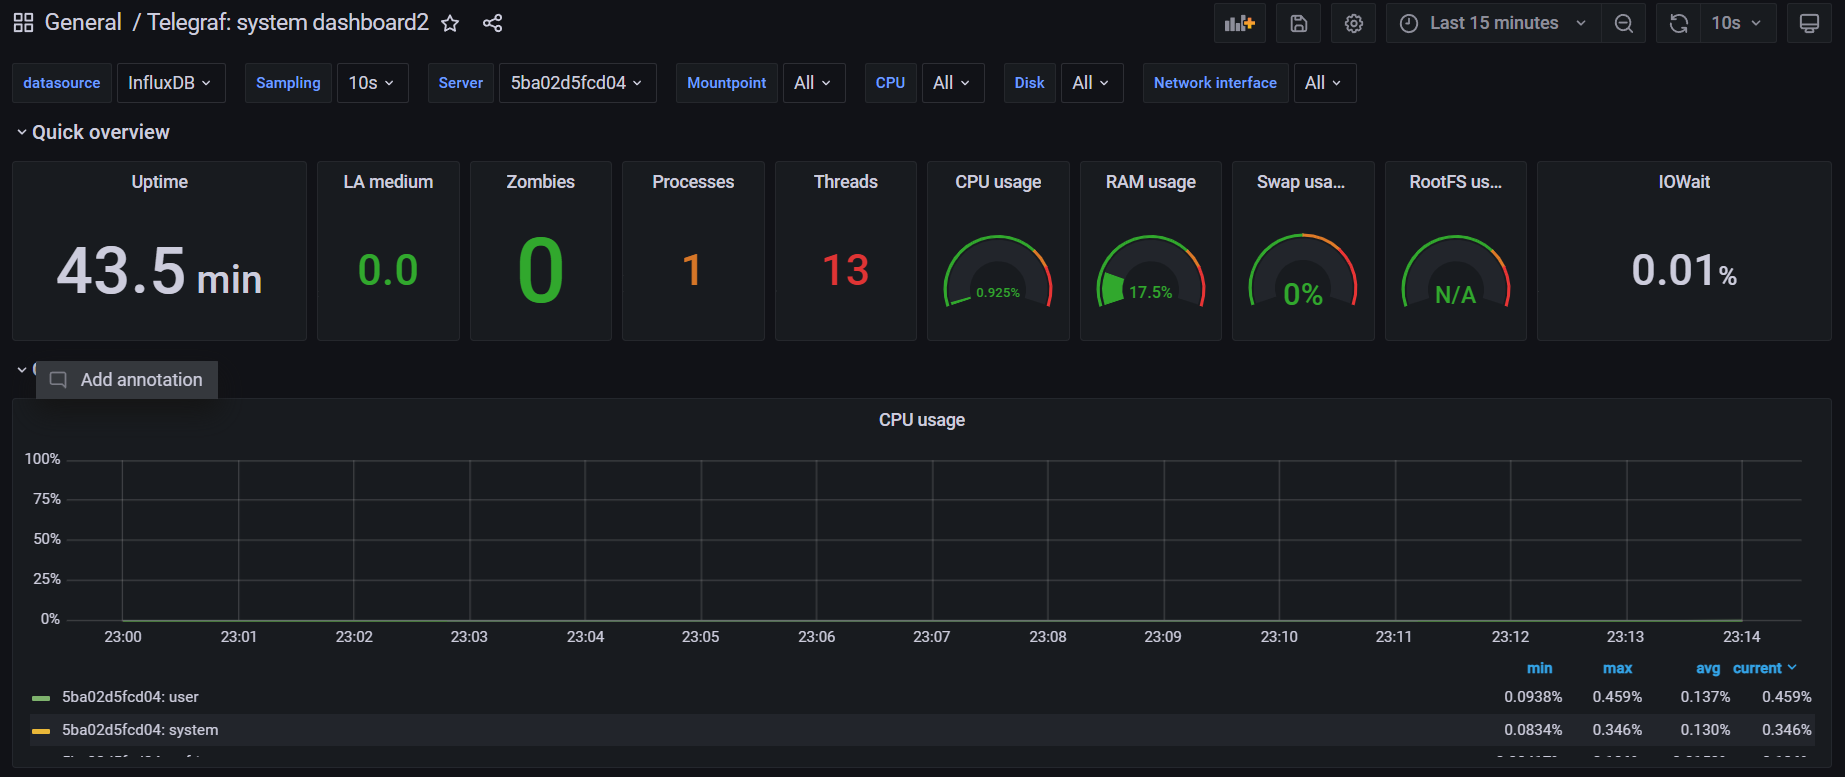 General / Telegraf: system dashboard2
Last 15 minutes
10s
datasource InfluxDB Sampling 10s Server 5ba02d5fcd04 Mountpoint All CPU All Disk All Network interface All
Quick overview
Uptime
43.5 min
LA medium
0.0
Zombies
0
Processes
1
Threads
13
CPU usage
0.925%
RAM usage
17.5%
Swap usa...
0%
RootFS us...
N/A
IOWait
0.01%
Add annotation
CPU usage
100%
75%
50%
25%
0%
23:00 23:01 23:02 23:03 23:04 23:05 23:06 23:07 23:08 23:09 23:10 23:11 23:12 23:13 23:14
min max avg current
5ba02d5fcd04: user 0.0938% 0.459% 0.137% 0.459%
5ba02d5fcd04: system 0.0834% 0.346% 0.130% 0.346%